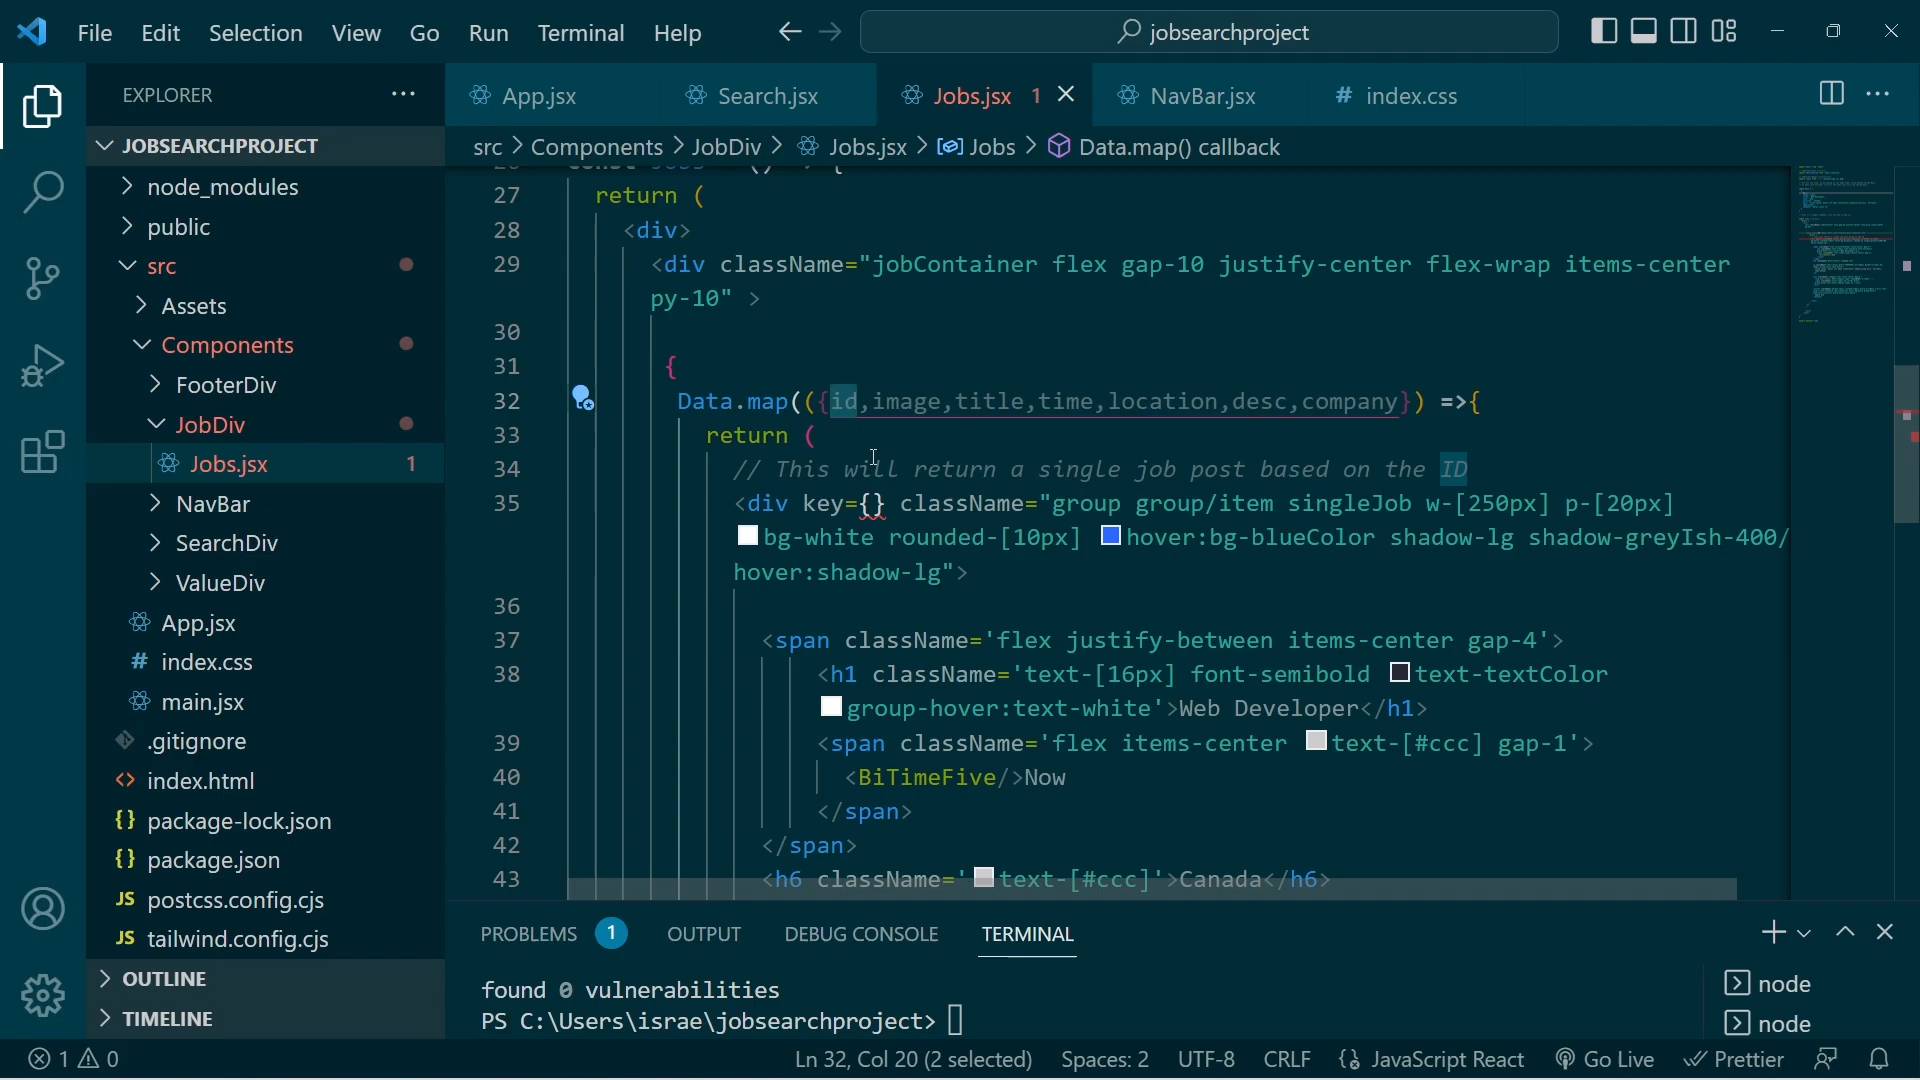 File Edit Selection View Go Run Terminal Help
jobsearchproject
EXPLORER
JOBSEARCHPROJECT
node_modules
public
src
Assets
Components
FooterDiv
JobDiv
Jobs.jsx 1
NavBar
SearchDiv
ValueDiv
App.jsx
# index.css
main.jsx
.gitignore
<> index.html
{} package-lock.json
{} package.json
JS postcss.config.cjs
JS tailwind.config.cjs
OUTLINE
TIMELINE
App.jsx Search.jsx Jobs.jsx 1 NavBar.jsx # index.css
src > Components > JobDiv > Jobs.jsx > Jobs > Data.map() callback
27 return (
28 <div>
29 <div className="jobContainer flex gap-10 justify-center flex-wrap items-center
py-10" >
30
31 {
32 Data.map(({id,image,title,time,location,desc,company}) =>{
33 return (
34 // This will return a single job post based on the ID
35 <div key={} className="group group/item singleJob w-[250px] p-[20px]
bg-white rounded-[10px] hover:bg-blueColor shadow-lg shadow-greyIsh-400/
hover:shadow-lg">
36
37 <span className='flex justify-between items-center gap-4'>
38 <h1 className='text-[16px] font-semibold text-textColor
group-hover:text-white'>Web Developer</h1>
39 <span className='flex items-center text-[#ccc] gap-1'>
40 <BiTimeFive/>Now
41 </span>
42 </span>
43 <h6 className='text-[#ccc]'>Canada</h6>
PROBLEMS 1 OUTPUT DEBUG CONSOLE TERMINAL
found 0 vulnerabilities
PS C:\Users\israe\jobsearchproject>
node
node
1 0 Ln 32, Col 20 (2 selected) Spaces: 2 UTF-8 CRLF JavaScript React Go Live Prettier